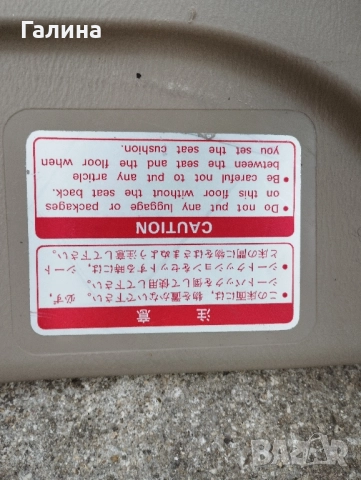 Галина
注 意
● この床面には、物を置かないで下さい。必ず、
シートバックを倒して使用して下さい。
● シートクッションをセットする時には、シート
と床の間に物をはさまぬよう注意して下さい。
CAUTION
● Do not put any luggage or packages
on this floor without the seat back.
● Be careful not to put any article
between the seat and the floor when
you set the seat cushion.
BAZAR